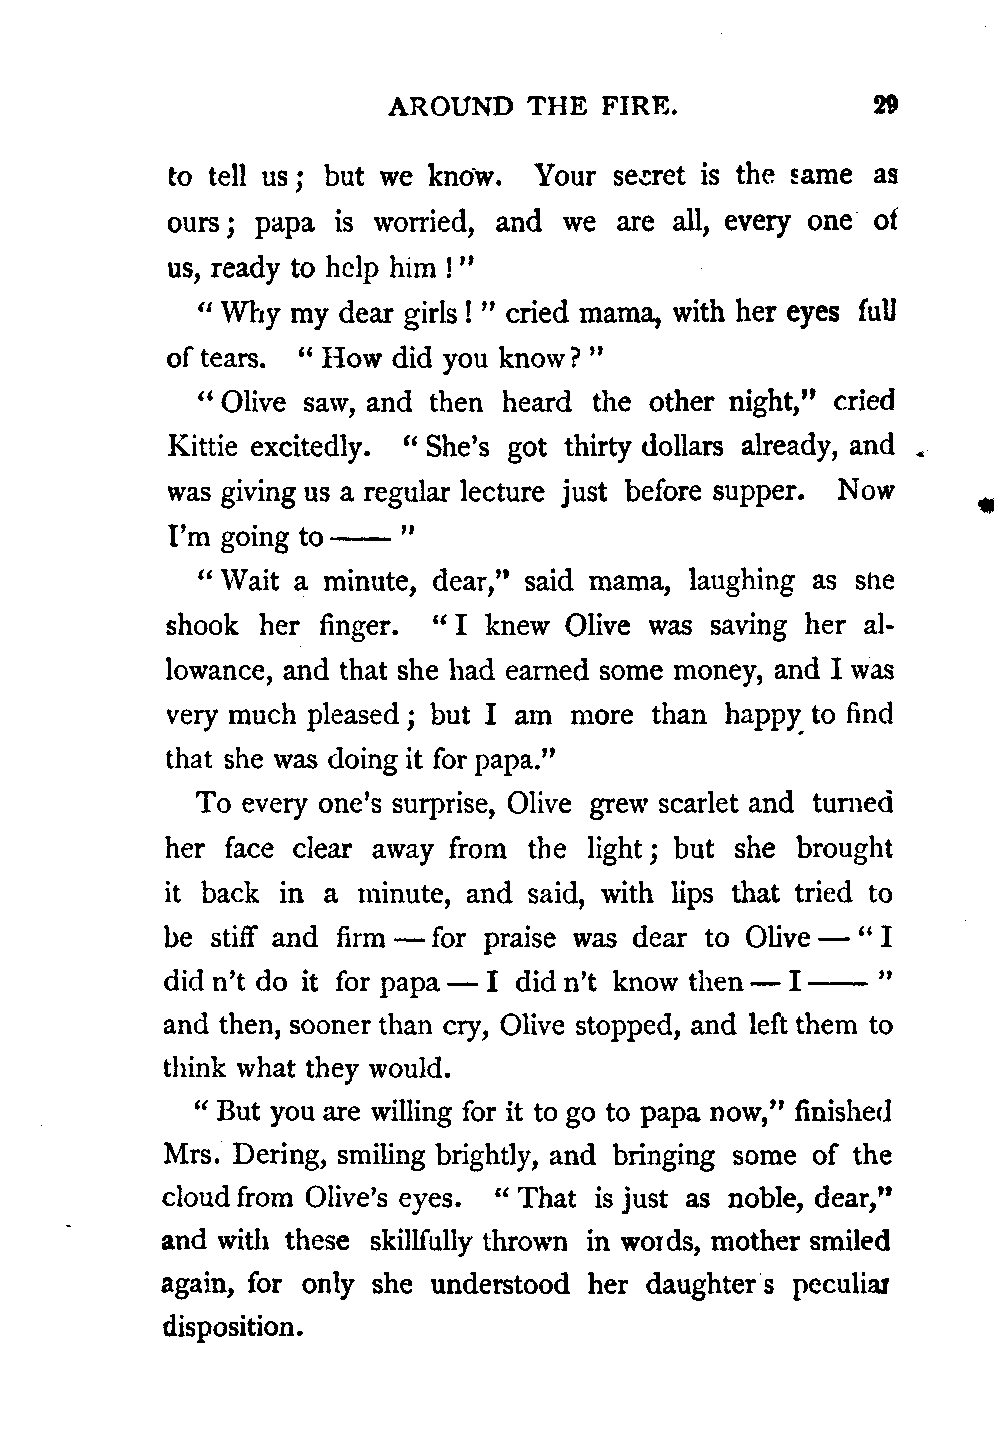 AROUND THE FIRE. 29
to tell us; but we know. Your secret is the same as
ours; papa is worried, and we are all, every one of
us, ready to help him!"
"Why my dear girls!" cried mama, with her eyes full
of tears. "How did you know?"
"Olive saw, and then heard the other night," cried
Kittie excitedly. "She's got thirty dollars already, and
was giving us a regular lecture just before supper. Now
I'm going to —— "
"Wait a minute, dear," said mama, laughing as she
shook her finger. "I knew Olive was saving her al-
lowance, and that she had earned some money, and I was
very much pleased; but I am more than happy to find
that she was doing it for papa."
To every one's surprise, Olive grew scarlet and turned
her face clear away from the light; but she brought
it back in a minute, and said, with lips that tried to
be stiff and firm — for praise was dear to Olive — "I
did n't do it for papa — I did n't know then — I —— "
and then, sooner than cry, Olive stopped, and left them to
think what they would.
"But you are willing for it to go to papa now," finished
Mrs. Dering, smiling brightly, and bringing some of the
cloud from Olive's eyes. "That is just as noble, dear,"
and with these skillfully thrown in words, mother smiled
again, for only she understood her daughter's peculiar
disposition.